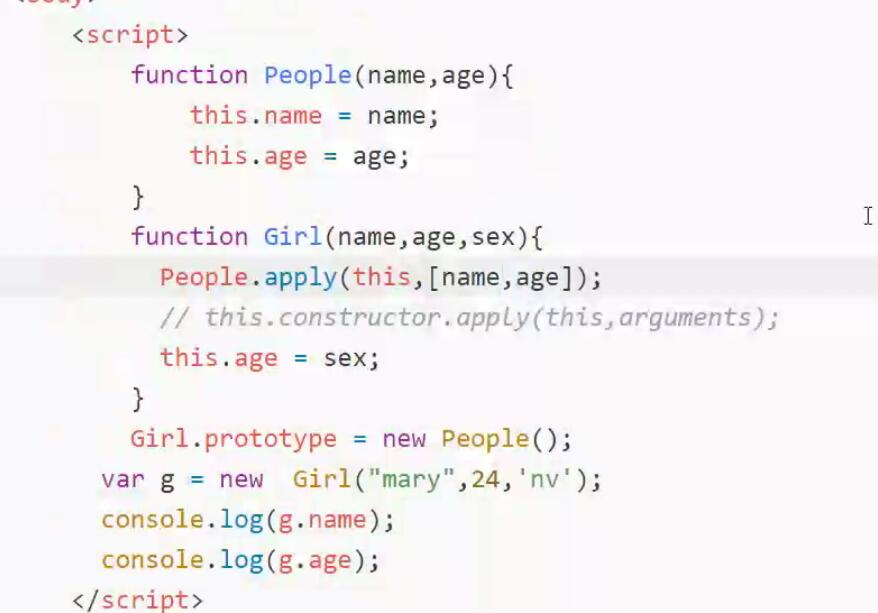 <body>
<script>
function People(name,age){
this.name = name;
this.age = age;
}
function Girl(name,age,sex){
People.apply(this,[name,age]);
// this.constructor.apply(this,arguments);
this.age = sex;
}
Girl.prototype = new People();
var g = new  Girl("mary",24,'nv');
console.log(g.name);
console.log(g.age);
</script>